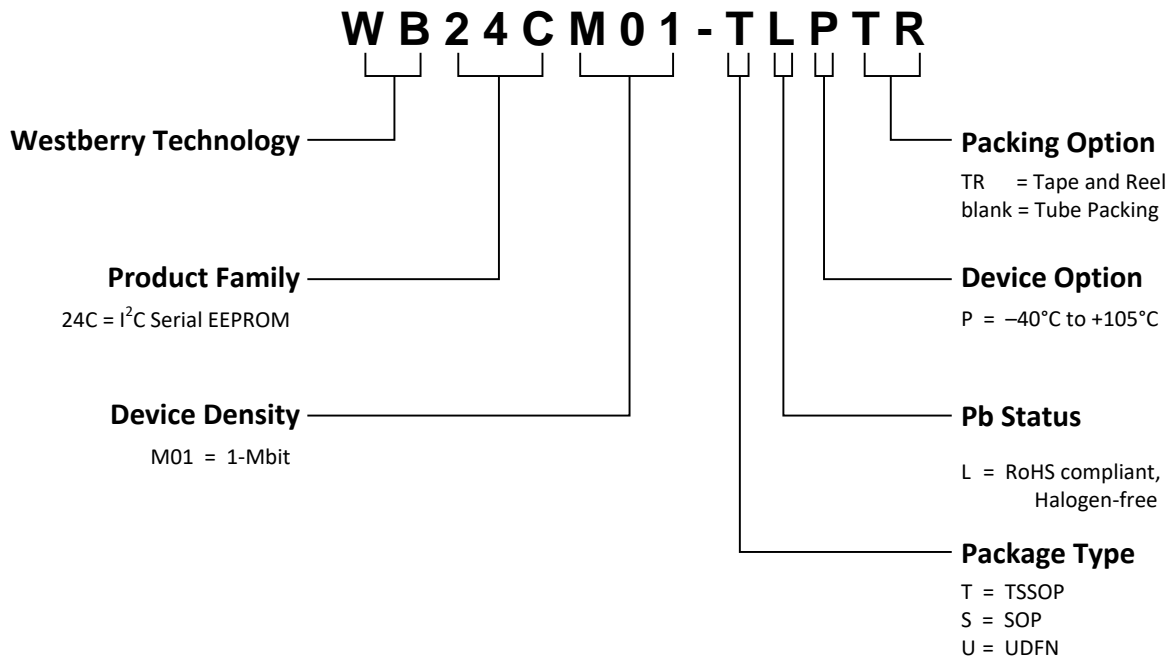 WB24CM01-TLPTR
Westberry Technology
Product Family
24C = I²C Serial EEPROM
Device Density
M01 = 1-Mbit
Packing Option
TR = Tape and Reel
blank = Tube Packing
Device Option
P = –40°C to +105°C
Pb Status
L = RoHS compliant,
Halogen-free
Package Type
T = TSSOP
S = SOP
U = UDFN